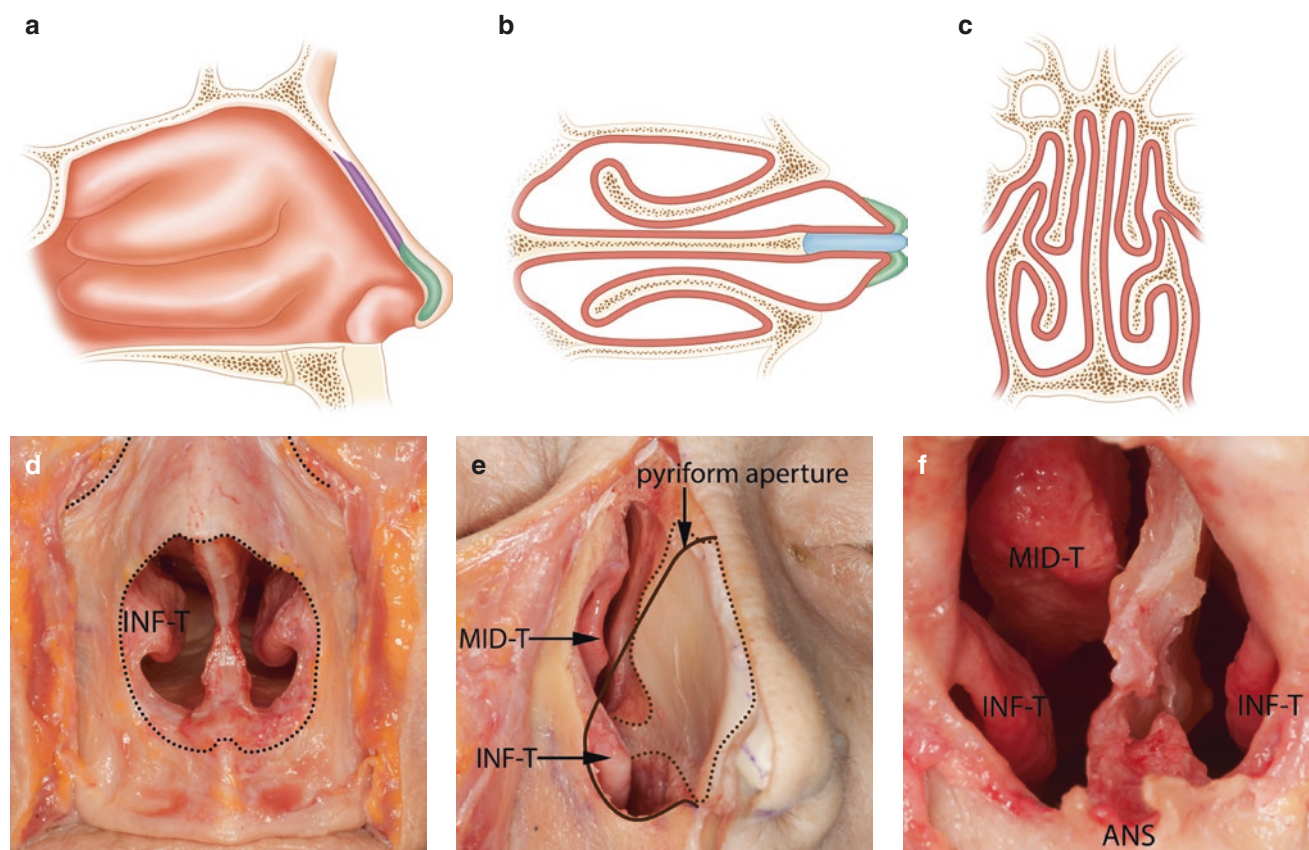 a
b
c
d
INF-T
e
pyriform aperture
MID-T
INF-T
f
MID-T
INF-T
INF-T
ANS